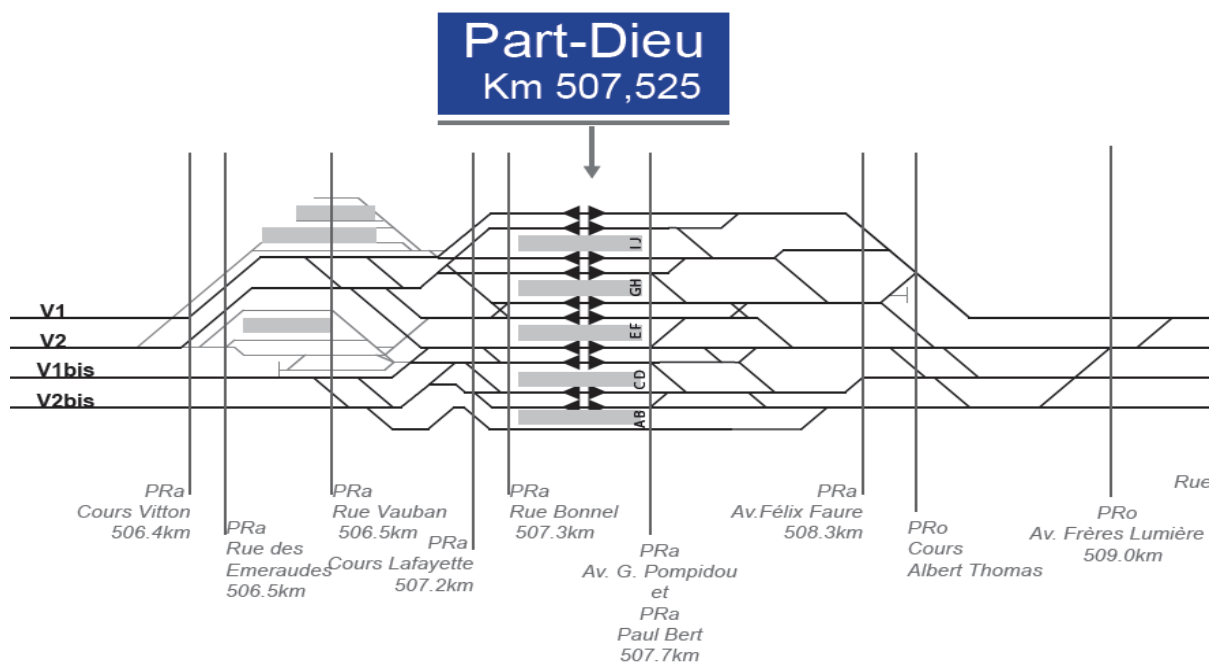 Part-Dieu
Km 507,525
IJ
GH
EF
CD
AB
V1
V2
V1bis
V2bis
PRa
Cours Vitton
506.4km
PRa
Rue des
Emeraudes
506.5km
PRa
Rue Vauban
506.5km
PRa
Cours Lafayette
507.2km
PRa
Rue Bonnel
507.3km
PRa
Av. G. Pompidou
et
PRa
Paul Bert
507.7km
PRa
Av.Félix Faure
508.3km
PRo
Cours
Albert Thomas
PRo
Av. Frères Lumière
509.0km
Rue